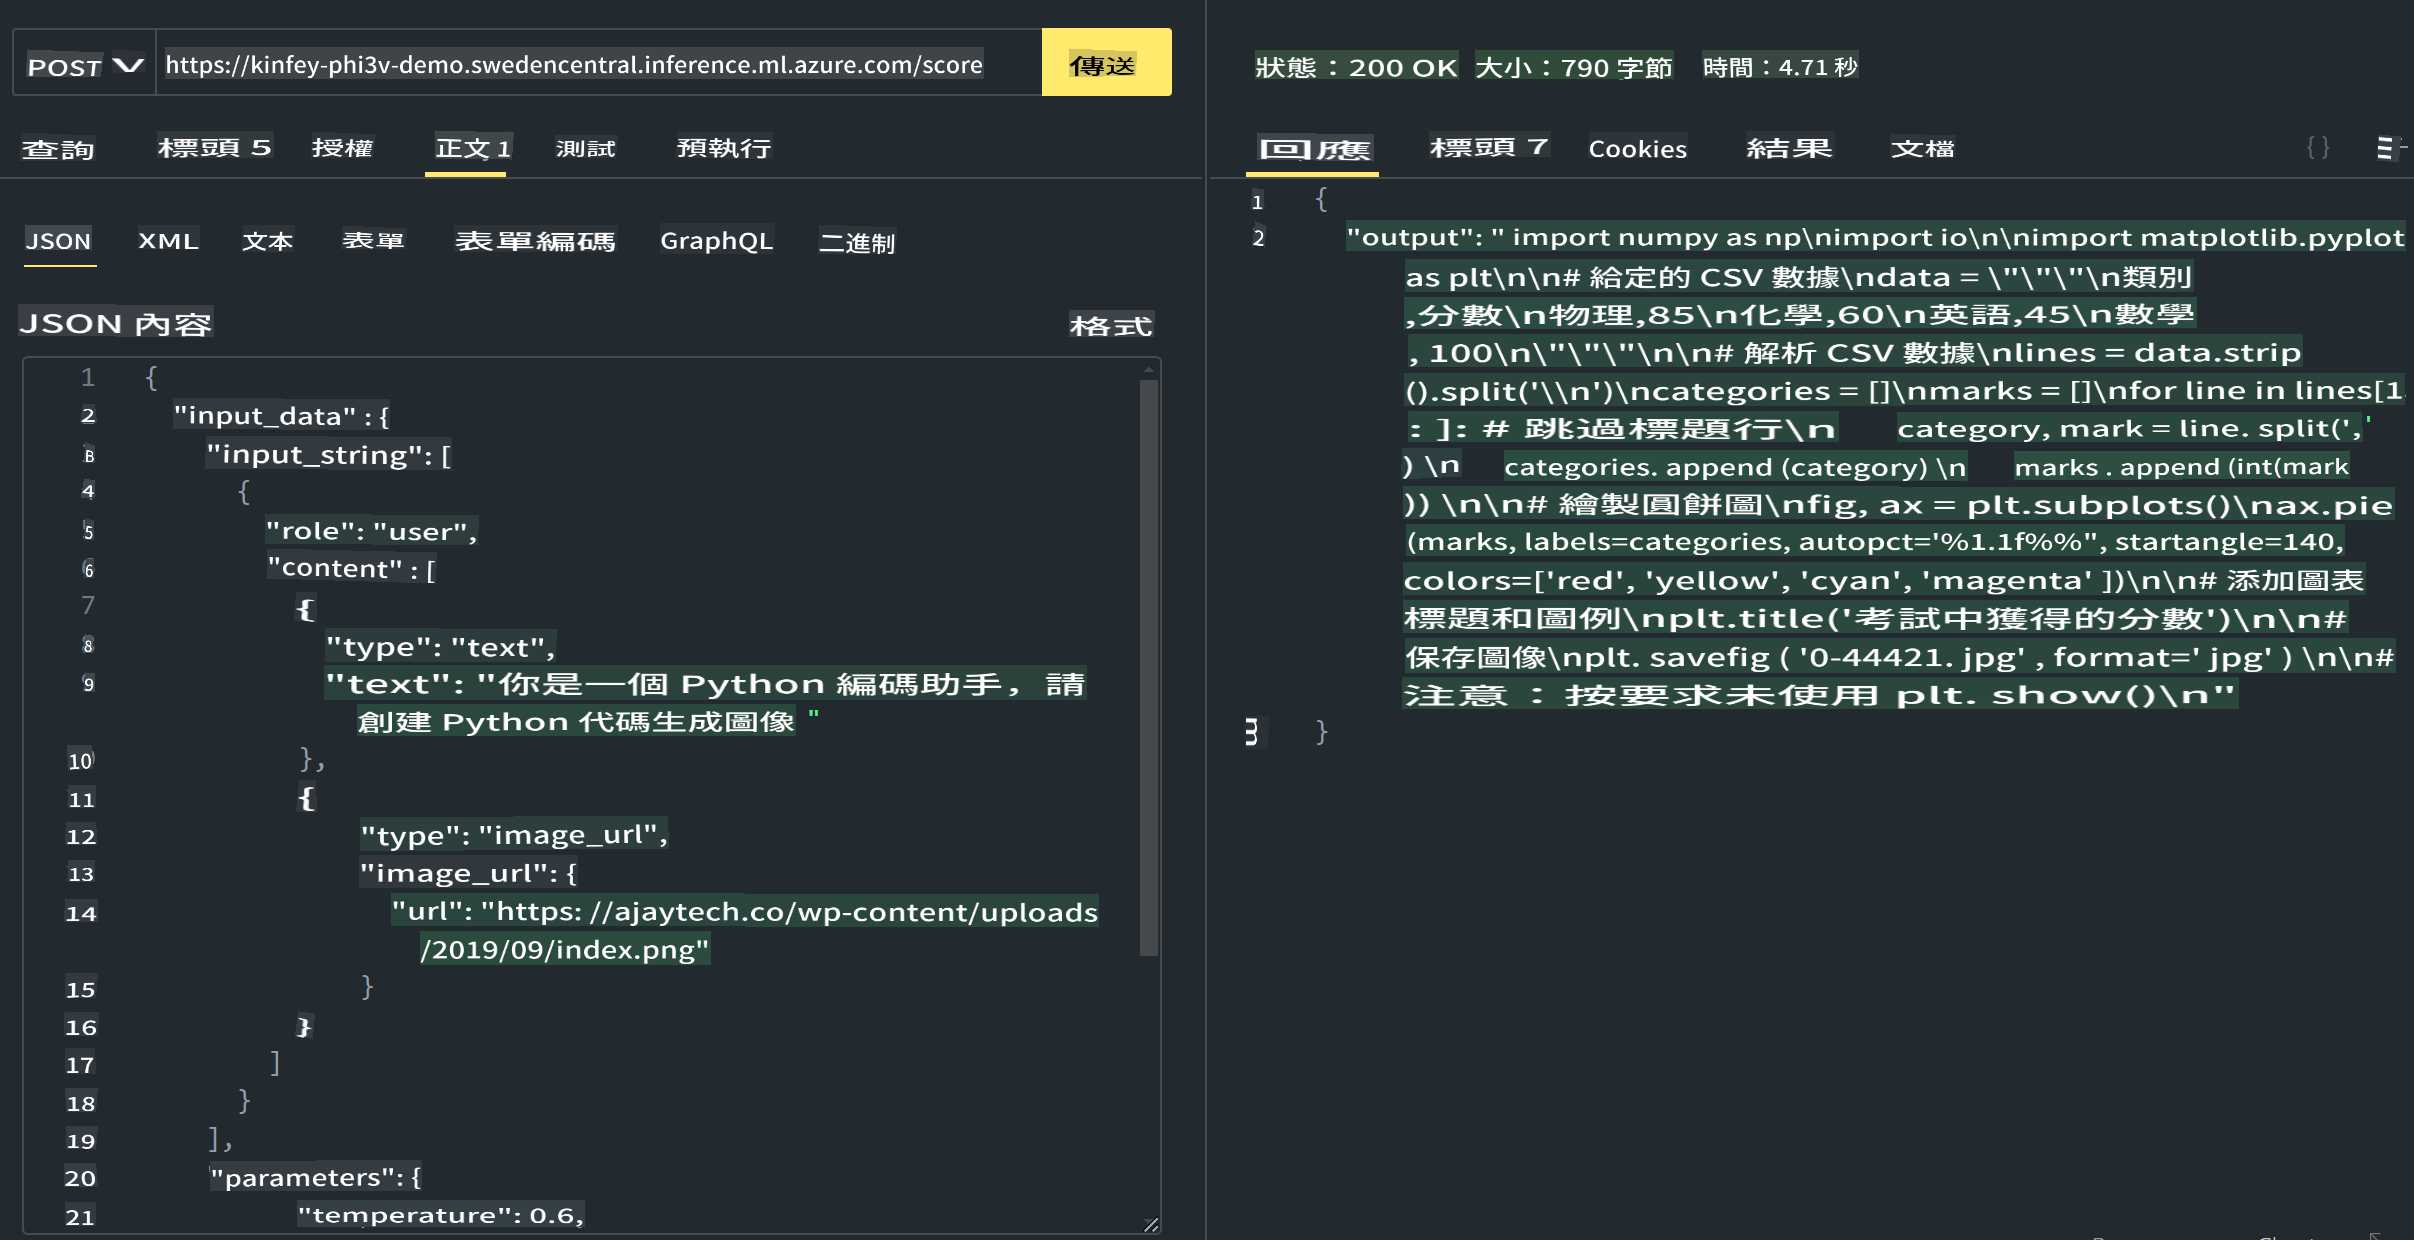 POST https://kinfey-phi3v-demo.swedencentral.inference.ml.azure.com/score 傳送
查詢 標頭 5 授權 正文 1 測試 預執行
JSON XML 文本 表單 表單編碼 GraphQL 二進制
JSON 內容 格式
1 {
2 "input_data" : {
3 "input_string": [
4 {
5 "role": "user",
6 "content" : [
7 {
8 "type": "text",
9 "text": "你是一個 Python 編碼助手，請
創建 Python 代碼生成圖像 "
10 },
11 {
12 "type": "image_url",
13 "image_url": {
14 "url": "https: //ajaytech.co/wp-content/uploads
/2019/09/index.png"
15 }
16 }
17 ]
18 }
19 ],
20 "parameters": {
21 "temperature": 0.6,
狀態：200 OK 大小：790 字節 時間：4.71 秒
回應 標頭 7 Cookies 結果 文檔 { }
1 {
2 "output": " import numpy as np\nimport io\n\nimport matplotlib.pyplot
as plt\n\n# 給定的 CSV 數據\ndata = \"\"\"\n類別
,分數\n物理,85\n化學,60\n英語,45\n數學
, 100\n\"\"\"\n\n# 解析 CSV 數據\nlines = data.strip
().split('\\n')\ncategories = []\nmarks = []\nfor line in lines[1
: ]: # 跳過標題行\n category, mark = line. split(','
) \n categories. append (category) \n marks . append (int(mark
)) \n\n# 繪製圓餅圖\nfig, ax = plt.subplots()\nax.pie
(marks, labels=categories, autopct='%1.1f%%", startangle=140,
colors=['red', 'yellow', 'cyan', 'magenta' ])\n\n# 添加圖表
標題和圖例\nplt.title('考試中獲得的分數')\n\n#
保存圖像\nplt. savefig ( '0-44421. jpg' , format=' jpg' ) \n\n#
注意：按要求未使用 plt. show()\n"
3 }